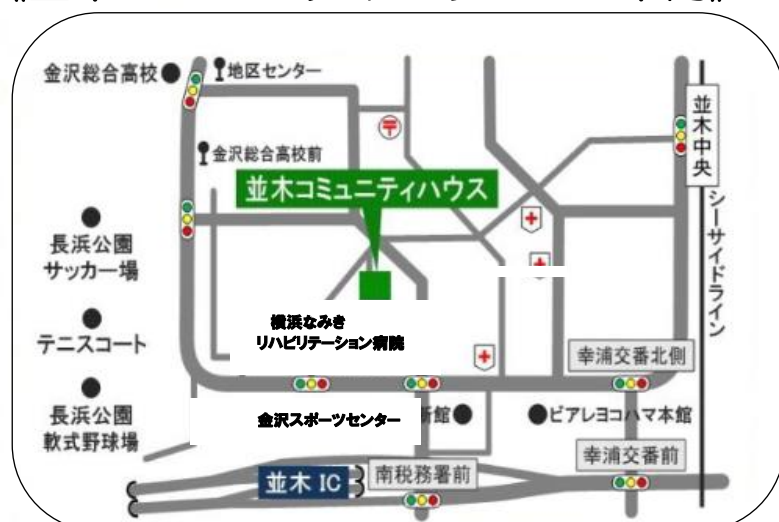 金沢総合高校
地区センター
並木中央
金沢総合高校前
並木コミュニティハウス
シーサイドライン
長浜公園
サッカー場
横浜なみき
リハビリテーション病院
テニスコート
幸浦交番北側
長浜公園
軟式野球場
金沢スポーツセンター
新館
ビアレヨコハマ本館
幸浦交番前
並木 IC
南税務署前